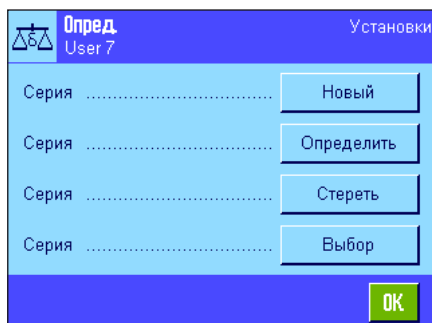 Опред. Установки
User 7
Серия ................................ Новый
Серия ................................ Определить
Серия ................................ Стереть
Серия ................................ Выбор
OK